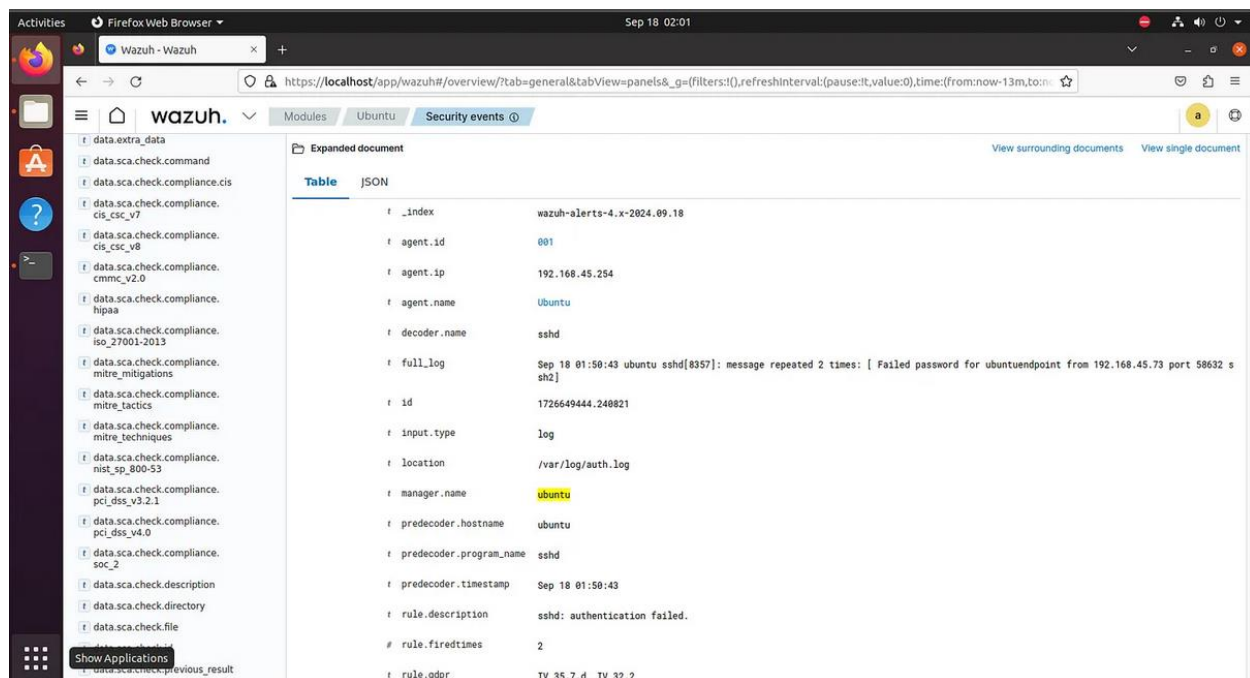 Activities
Firefox Web Browser
Sep 18 02:01
Wazuh - Wazuh
https://localhost/app/wazuh#/overview/?tab=general&tabView=panels&_g=(filters:!(),refreshInterval:(pause:!t,value:0),time:(from:now-13m,to:n
wazuh.
Modules
Ubuntu
Security events
a
t data.extra_data
t data.sca.check.command
t data.sca.check.compliance.cis
t data.sca.check.compliance.
cis_csc_v7
t data.sca.check.compliance.
cis_csc_v8
t data.sca.check.compliance.
cmmc_v2.0
t data.sca.check.compliance.
hipaa
t data.sca.check.compliance.
iso_27001-2013
t data.sca.check.compliance.
mitre_mitigations
t data.sca.check.compliance.
mitre_tactics
t data.sca.check.compliance.
mitre_techniques
t data.sca.check.compliance.
nist_sp_800-53
t data.sca.check.compliance.
pci_dss_v3.2.1
t data.sca.check.compliance.
pci_dss_v4.0
t data.sca.check.compliance.
soc_2
t data.sca.check.description
t data.sca.check.directory
t data.sca.check.file
Show Applications
Expanded document
View surrounding documents
View single document
Table
JSON
t _index wazuh-alerts-4.x-2024.09.18
t agent.id 001
t agent.ip 192.168.45.254
t agent.name Ubuntu
t decoder.name sshd
t full_log Sep 18 01:50:43 ubuntu sshd[8357]: message repeated 2 times: [ Failed password for ubuntuendpoint from 192.168.45.73 port 58632 s
sh2]
t id 1726649444.240821
t input.type log
t location /var/log/auth.log
t manager.name ubuntu
t predecoder.hostname ubuntu
t predecoder.program_name sshd
t predecoder.timestamp Sep 18 01:50:43
t rule.description sshd: authentication failed.
# rule.firedtimes 2
t rule.gdpr IV_35.7.d, IV_32.2